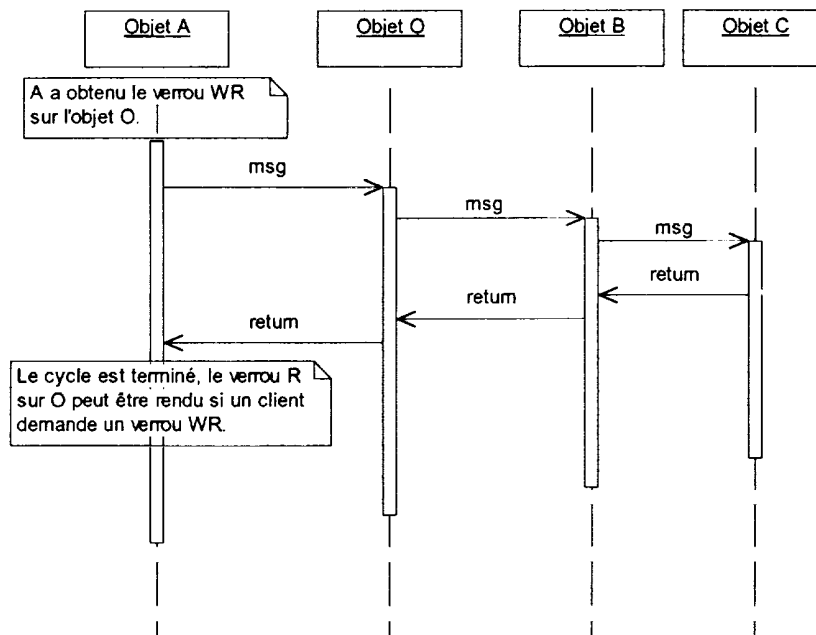 Objet A
Objet O
Objet B
Objet C
A a obtenu le verrou WR
sur l'objet O.
msg
msg
msg
return
return
return
Le cycle est terminé, le verrou R
sur O peut être rendu si un client
demande un verrou WR.